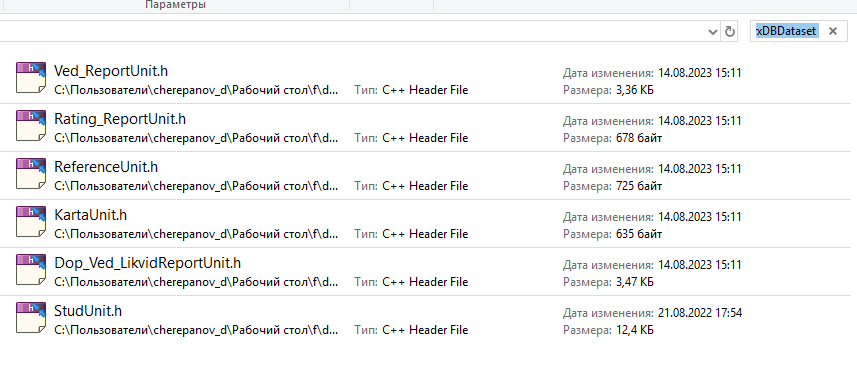 Параметры
xDBDataset
Ved_ReportUnit.h
Дата изменения: 14.08.2023 15:11
C:\Пользователи\cherepanov_d\Рабочий стол\f\d... Тип: C++ Header File Размер: 3,36 КБ
Rating_ReportUnit.h
Дата изменения: 14.08.2023 15:11
C:\Пользователи\cherepanov_d\Рабочий стол\f\d... Тип: C++ Header File Размер: 678 байт
ReferenceUnit.h
Дата изменения: 14.08.2023 15:11
C:\Пользователи\cherepanov_d\Рабочий стол\f\d... Тип: C++ Header File Размер: 725 байт
KartaUnit.h
Дата изменения: 14.08.2023 15:11
C:\Пользователи\cherepanov_d\Рабочий стол\f\d... Тип: C++ Header File Размер: 635 байт
Dop_Ved_LikvidReportUnit.h
Дата изменения: 14.08.2023 15:11
C:\Пользователи\cherepanov_d\Рабочий стол\f\d... Тип: C++ Header File Размер: 3,47 КБ
StudUnit.h
Дата изменения: 21.08.2022 17:54
C:\Пользователи\cherepanov_d\Рабочий стол\f\d... Тип: C++ Header File Размер: 12,4 КБ